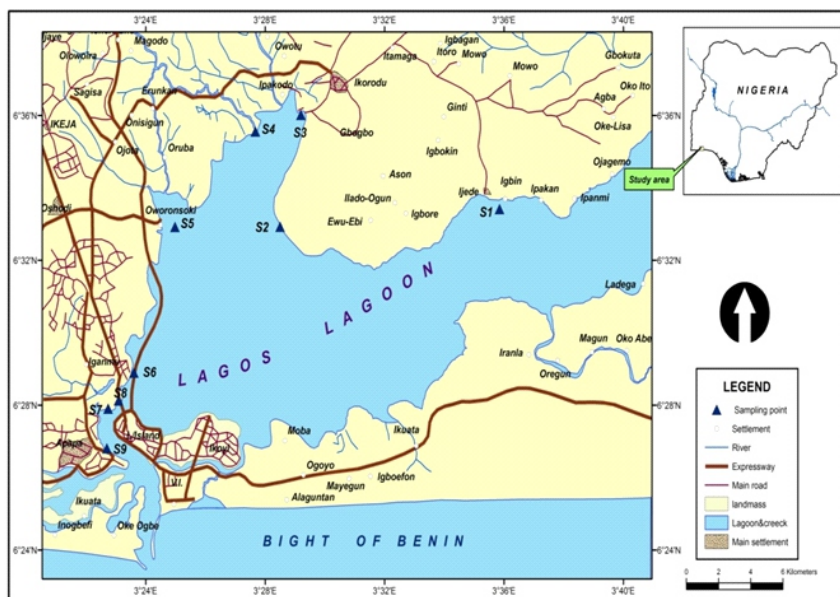 3°24'E 3°28'E 3°32'E 3°36'E 3°40'E
Magodo
Owotu
Igbagan
Itoro
Mowo
Itamaga
Gbokuta
Olowoira
Mowo
Sagisa
Erunkan
Ipakodo
Ikorodu
Oko Ito
Agba
6°36'N
IKEJA
Onisigun
S4
S3
Ginti
Oke-Lisa
6°36'N
Ojota
Oruba
Gbogbo
Igbokin
Ojagemo
Ason
Igbin
Ijede
Ipakan
Ilado-Ogun
Ipanmi
Oshodi
Oworonsoki
S5
S2
Ewu-Ebi
Igbore
S1
6°32'N
6°32'N
LAGOS LAGOON
Ladega
Magun
Oko Abe
Iranla
Oregun
Iganmu
S6
S8
S7
6°28'N
6°28'N
Island
Ikoyi
Moba
Ikuata
Apapa
S9
Ogoyo
V.I.
Mayegun
Igboefon
Alaguntan
Ikuata
Inogbefi
Oke Ogbe
6°24'N
BIGHT OF BENIN
6°24'N
3°24'E 3°28'E 3°32'E 3°36'E 3°40'E
NIGERIA
Study area
LEGEND
Sampling point
Settlement
River
Expressway
Main road
landmass
Lagoon&creeck
Main settlement
0 2 4 6 Kilometers